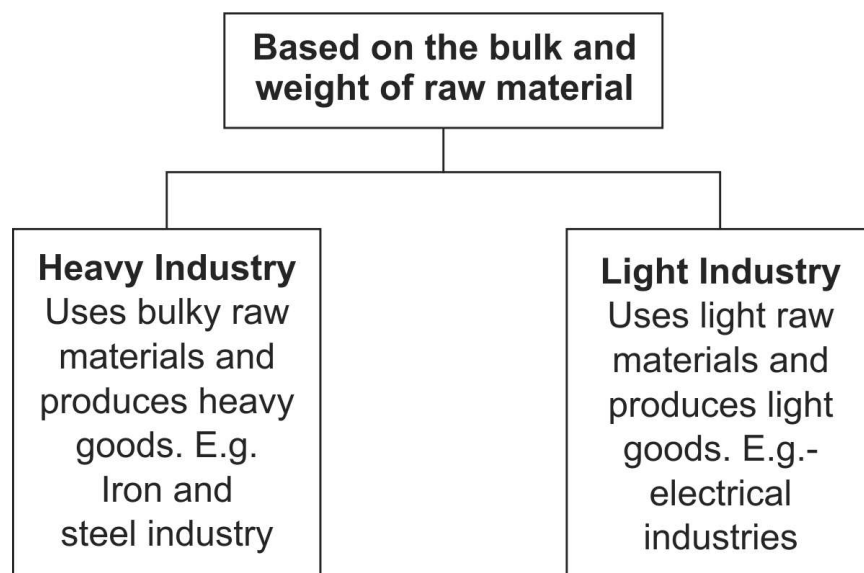 Based on the bulk and
weight of raw material
Heavy Industry
Uses bulky raw
materials and
produces heavy
goods. E.g.
Iron and
steel industry
Light Industry
Uses light raw
materials and
produces light
goods. E.g.-
electrical
industries